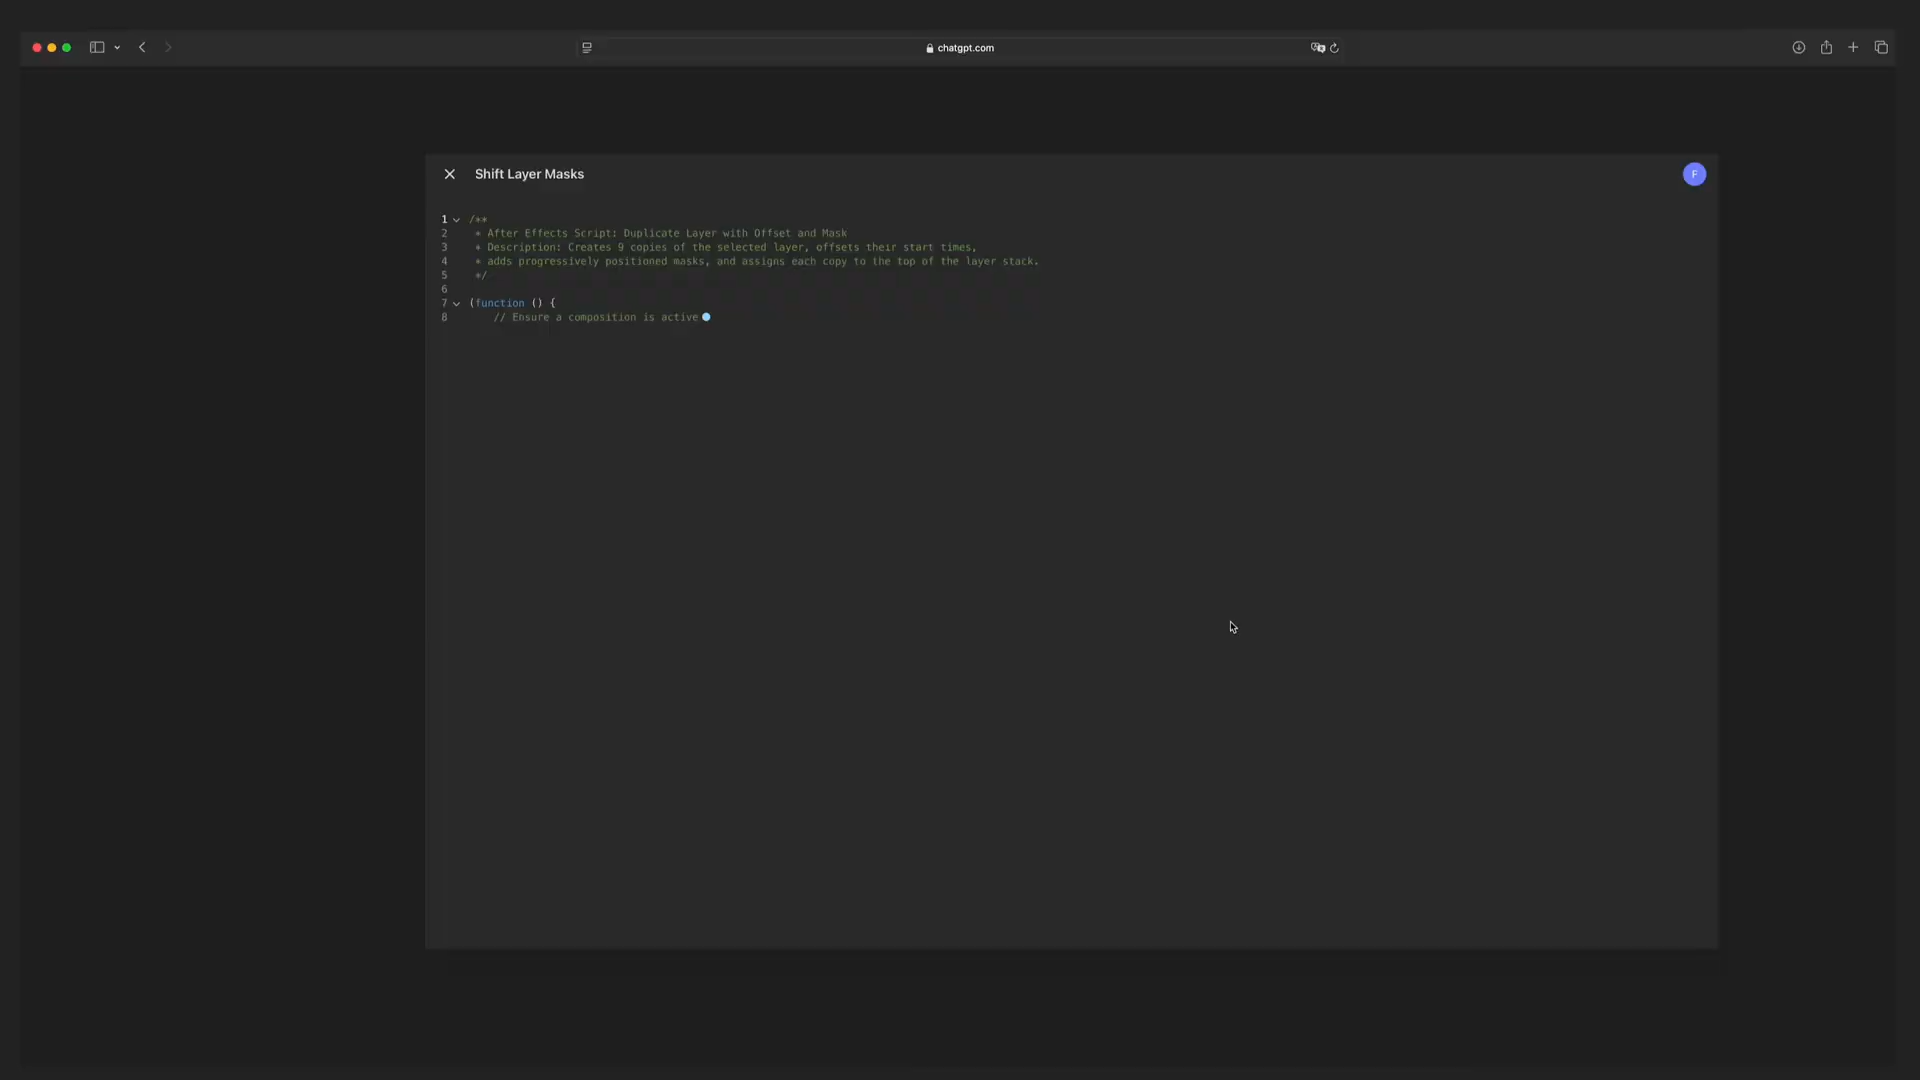 chatgpt.com
Shift Layer Masks
F
1 /**
2 * After Effects Script: Duplicate Layer with Offset and Mask
3 * Description: Creates 9 copies of the selected layer, offsets their start times,
4 * adds progressively positioned masks, and assigns each copy to the top of the layer stack.
5 */
6
7 (function () {
8 // Ensure a composition is active